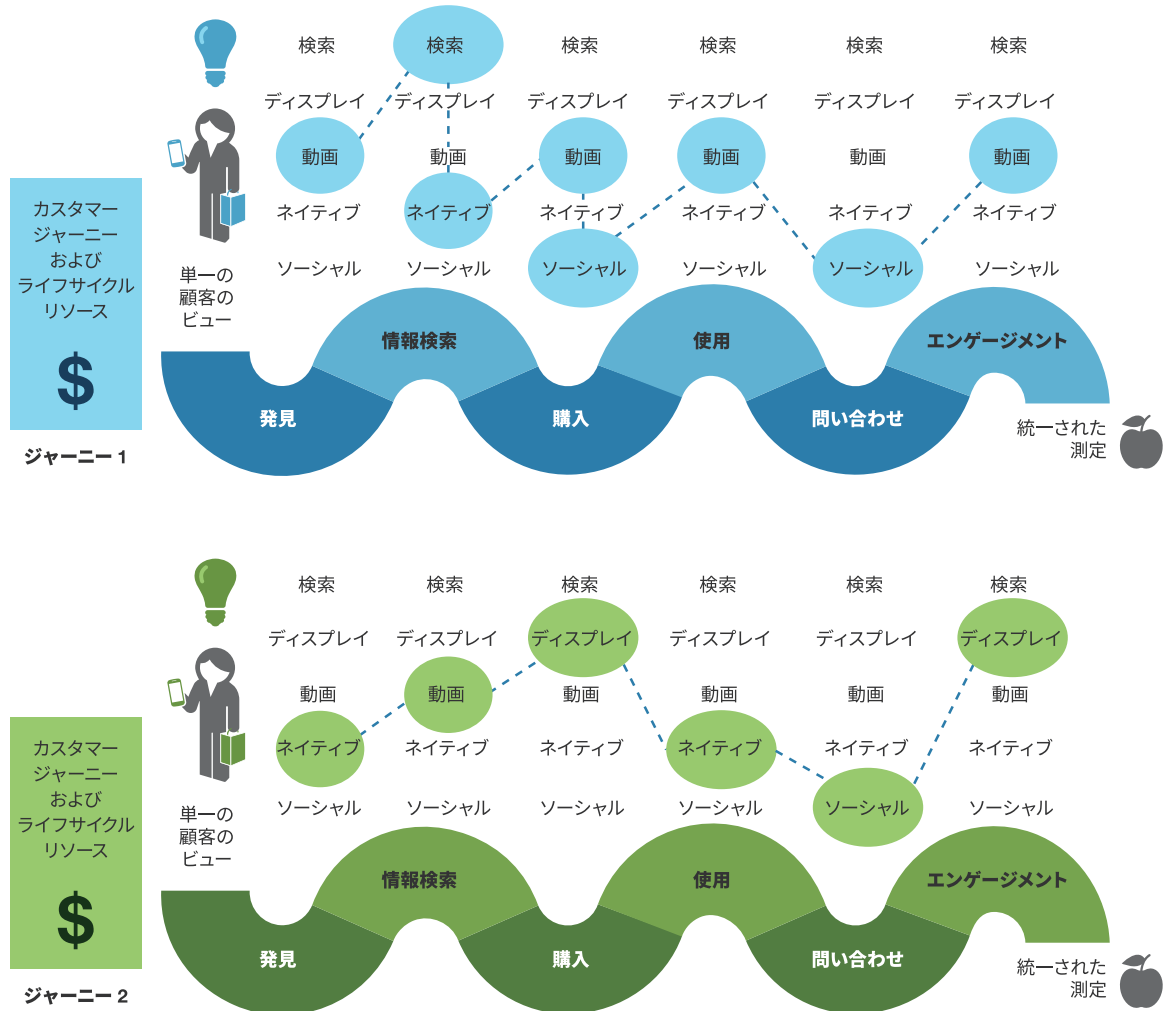 検索 検索 検索 検索 検索 検索
ディスプレイ ディスプレイ ディスプレイ ディスプレイ ディスプレイ ディスプレイ
動画 動画 動画 動画 動画 動画
ネイティブ ネイティブ ネイティブ ネイティブ ネイティブ ネイティブ
ソーシャル ソーシャル ソーシャル ソーシャル ソーシャル ソーシャル
カスタマー
ジャーニー
および
ライフサイクル
リソース
$
ジャーニー 1
単一の
顧客の
ビュー
発見
情報検索
購入
使用
問い合わせ
エンゲージメント
統一された
測定
検索 検索 検索 検索 検索 検索
ディスプレイ ディスプレイ ディスプレイ ディスプレイ ディスプレイ ディスプレイ
動画 動画 動画 動画 動画 動画
ネイティブ ネイティブ ネイティブ ネイティブ ネイティブ ネイティブ
ソーシャル ソーシャル ソーシャル ソーシャル ソーシャル ソーシャル
カスタマー
ジャーニー
および
ライフサイクル
リソース
$
ジャーニー 2
単一の
顧客の
ビュー
発見
情報検索
購入
使用
問い合わせ
エンゲージメント
統一された
測定